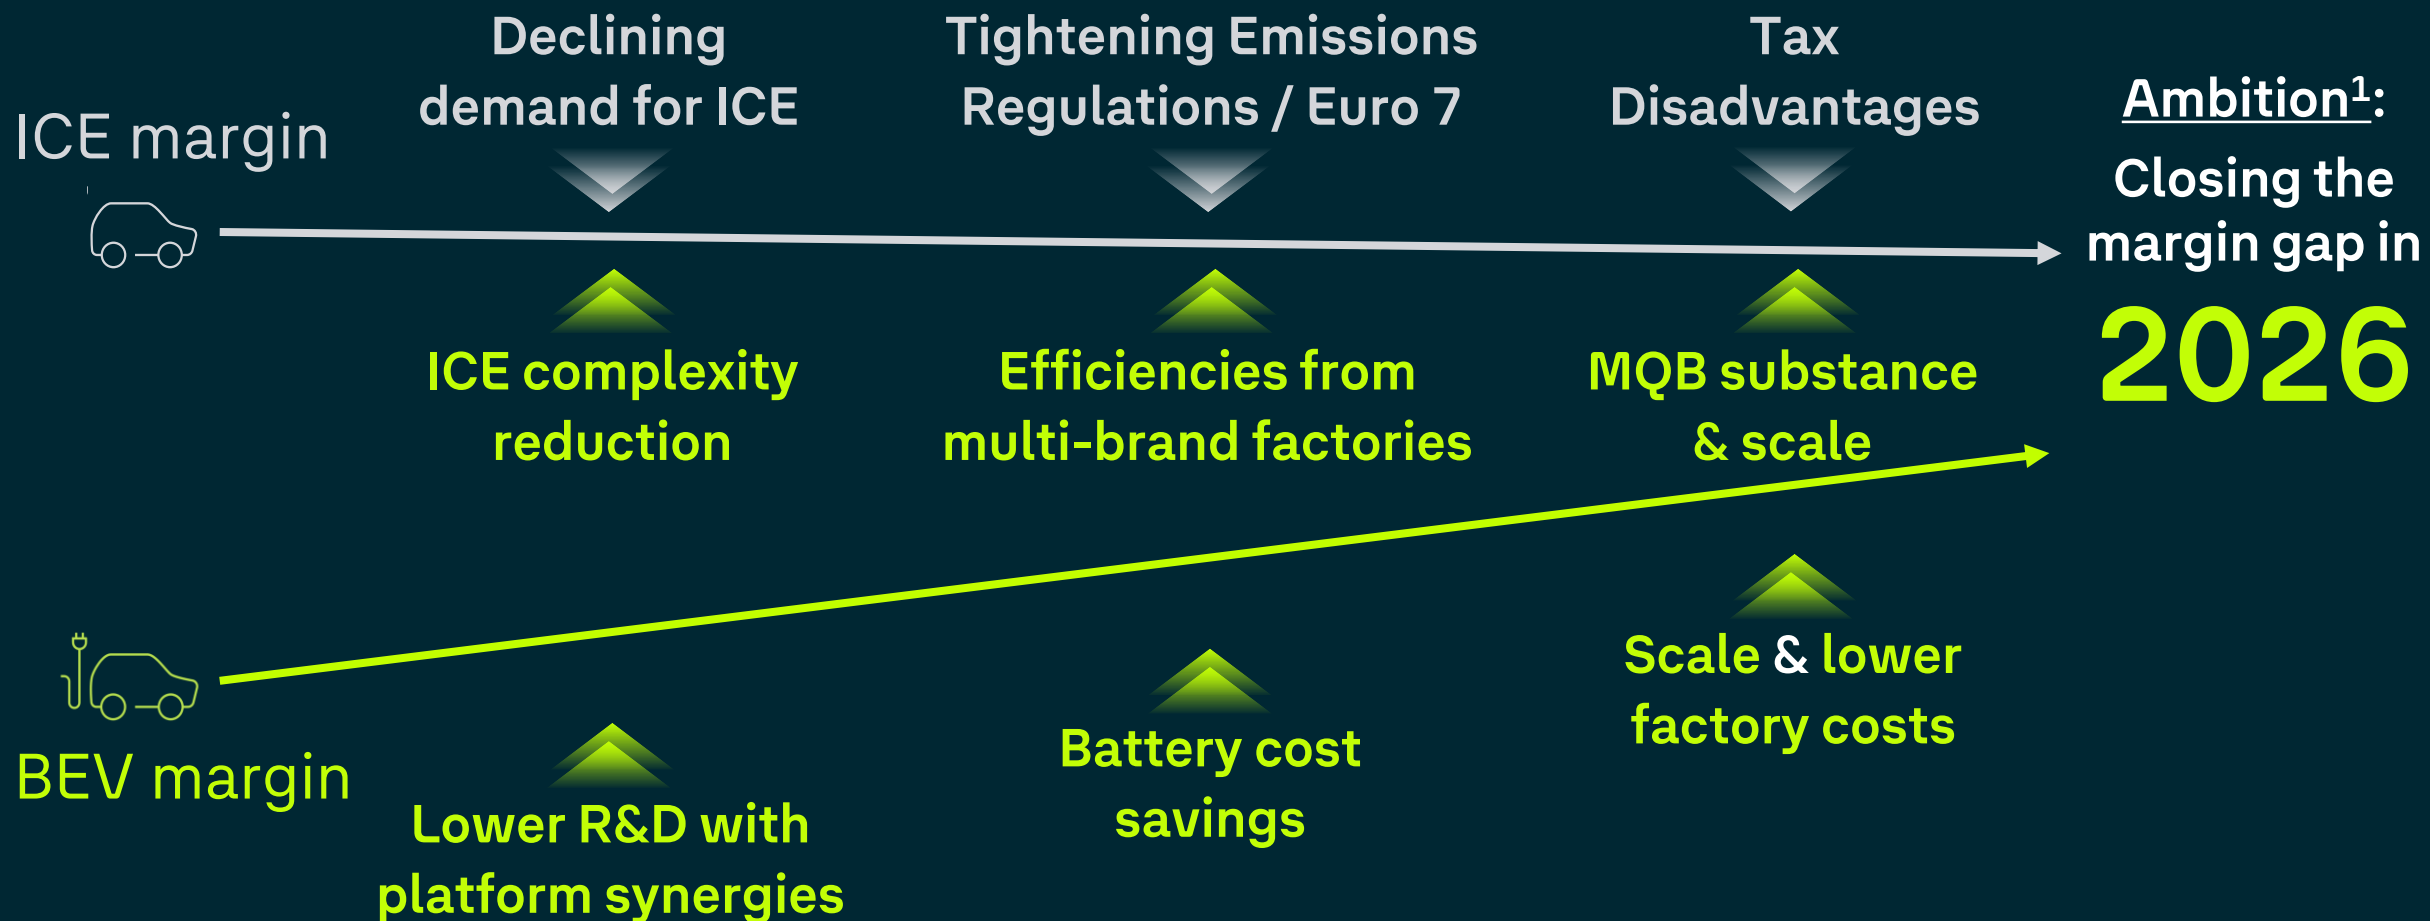 Declining
demand for ICE
Tightening Emissions
Regulations / Euro 7
Tax
Disadvantages
ICE margin
Ambition¹:
Closing the
margin gap in
2026
ICE complexity
reduction
Efficiencies from
multi-brand factories
MQB substance
& scale
BEV margin
Lower R&D with
platform synergies
Battery cost
savings
Scale & lower
factory costs